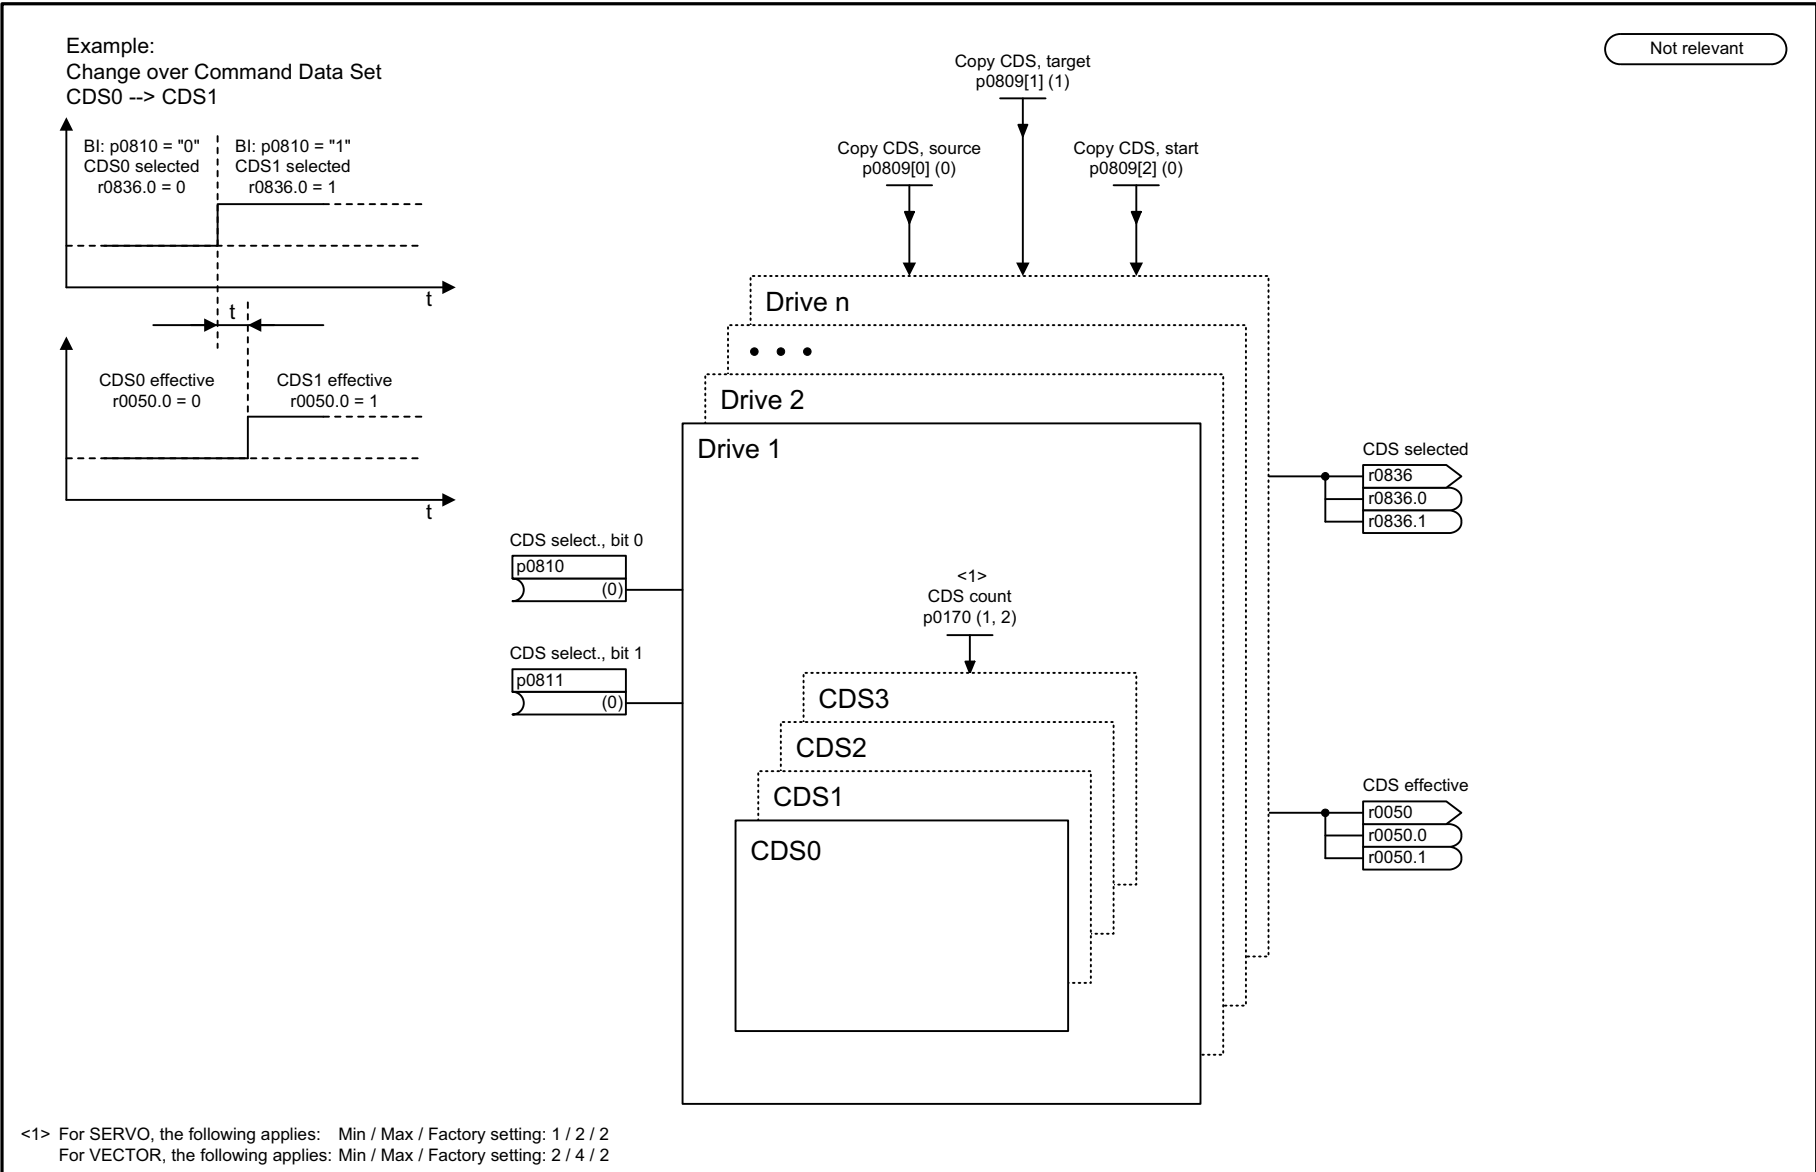 Example:
Change over Command Data Set
CDS0 --> CDS1
BI: p0810 = "0"
CDS0 selected
r0836.0 = 0
BI: p0810 = "1"
CDS1 selected
r0836.0 = 1
t
t
CDS0 effective
r0050.0 = 0
CDS1 effective
r0050.0 = 1
t
Copy CDS, target
p0809[1] (1)
Copy CDS, source
p0809[0] (0)
Copy CDS, start
p0809[2] (0)
Not relevant
Drive n
• • •
Drive 2
Drive 1
CDS select., bit 0
p0810
(0)
CDS select., bit 1
p0811
(0)
<1>
CDS count
p0170 (1, 2)
CDS3
CDS2
CDS1
CDS0
CDS selected
r0836
r0836.0
r0836.1
CDS effective
r0050
r0050.0
r0050.1
<1> For SERVO, the following applies: Min / Max / Factory setting: 1 / 2 / 2
For VECTOR, the following applies: Min / Max / Factory setting: 2 / 4 / 2